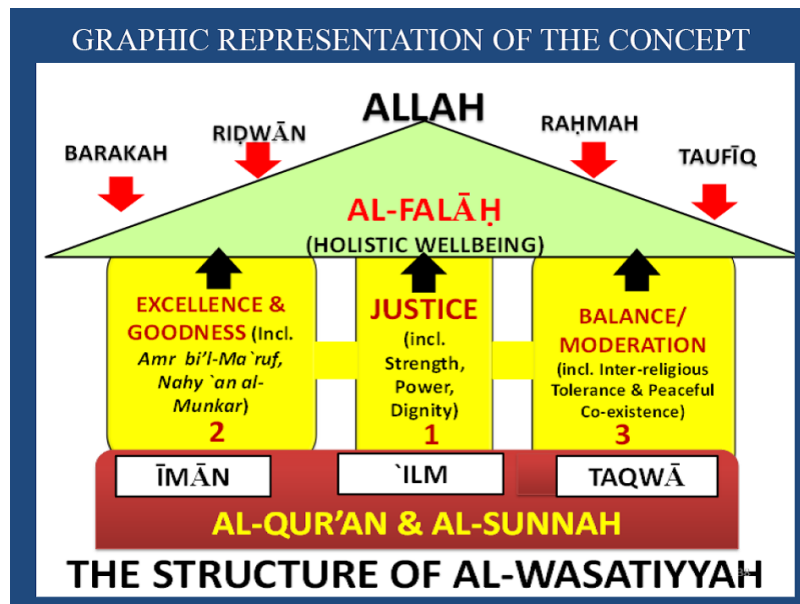 GRAPHIC REPRESENTATION OF THE CONCEPT
ALLAH
BARAKAH
RIḌWĀN
RAḤMAH
TAUFĪQ
AL-FALĀḤ
(HOLISTIC WELLBEING)
EXCELLENCE &
GOODNESS (Incl.
Amr bi’l-Ma`ruf,
Nahy `an al-
Munkar)
2
JUSTICE
(incl.
Strength,
Power,
Dignity)
1
BALANCE/
MODERATION
(incl. Inter-religious
Tolerance & Peaceful
Co-existence)
3
ĪMĀN
`ILM
TAQWĀ
AL-QUR’AN & AL-SUNNAH
THE STRUCTURE OF AL-WASATIYYAH